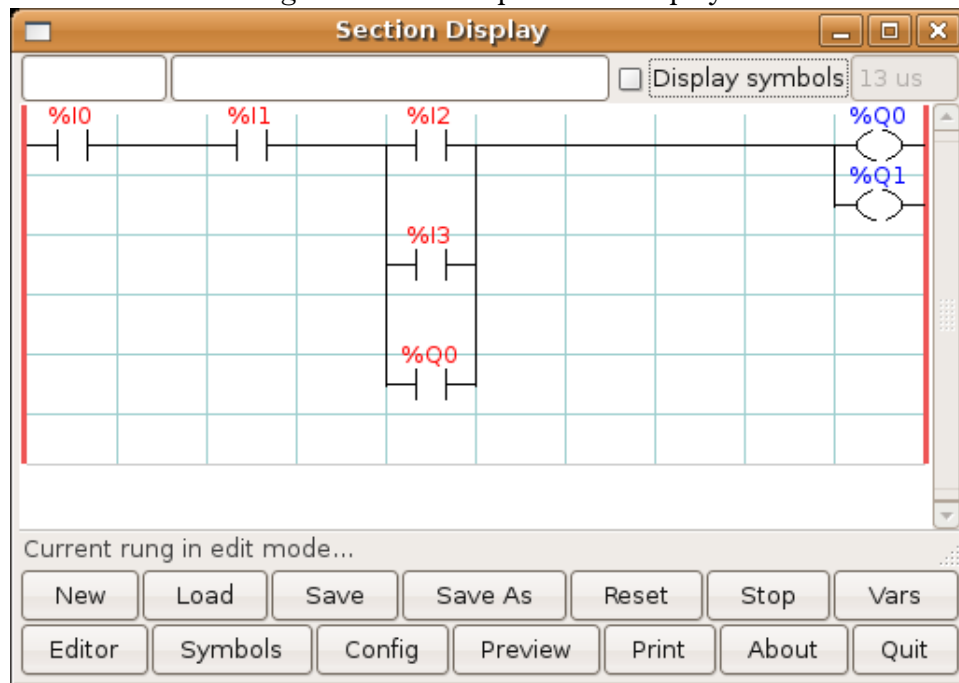 Section Display
Display symbols 13 us
%I0 %I1 %I2 %Q0
%Q1
%I3
%Q0
Current rung in edit mode...
New Load Save Save As Reset Stop Vars
Editor Symbols Config Preview Print About Quit